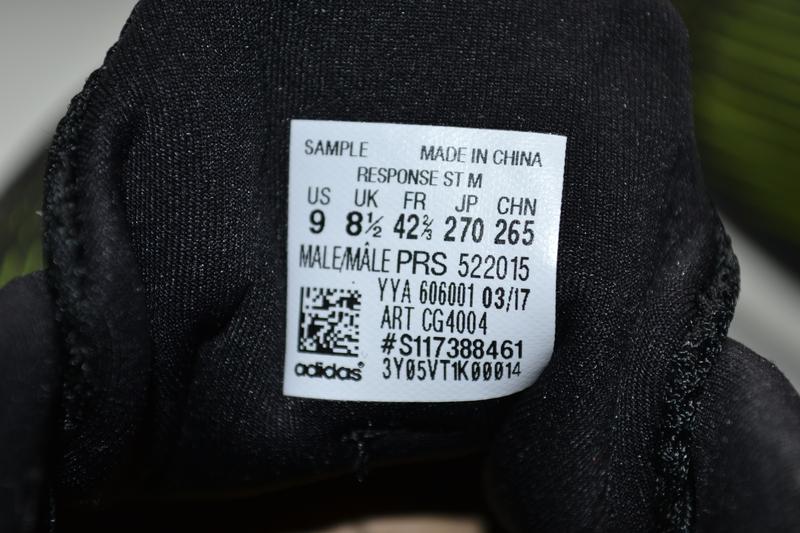 SAMPLE MADE IN CHINA
RESPONSE ST M
US UK FR JP CHN
9 8½ 42⅔ 270 265
MALE/MÂLE PRS 522015
YYA 606001 03/17
ART CG4004
#S117388461
adidas® 3Y05VT1K00014